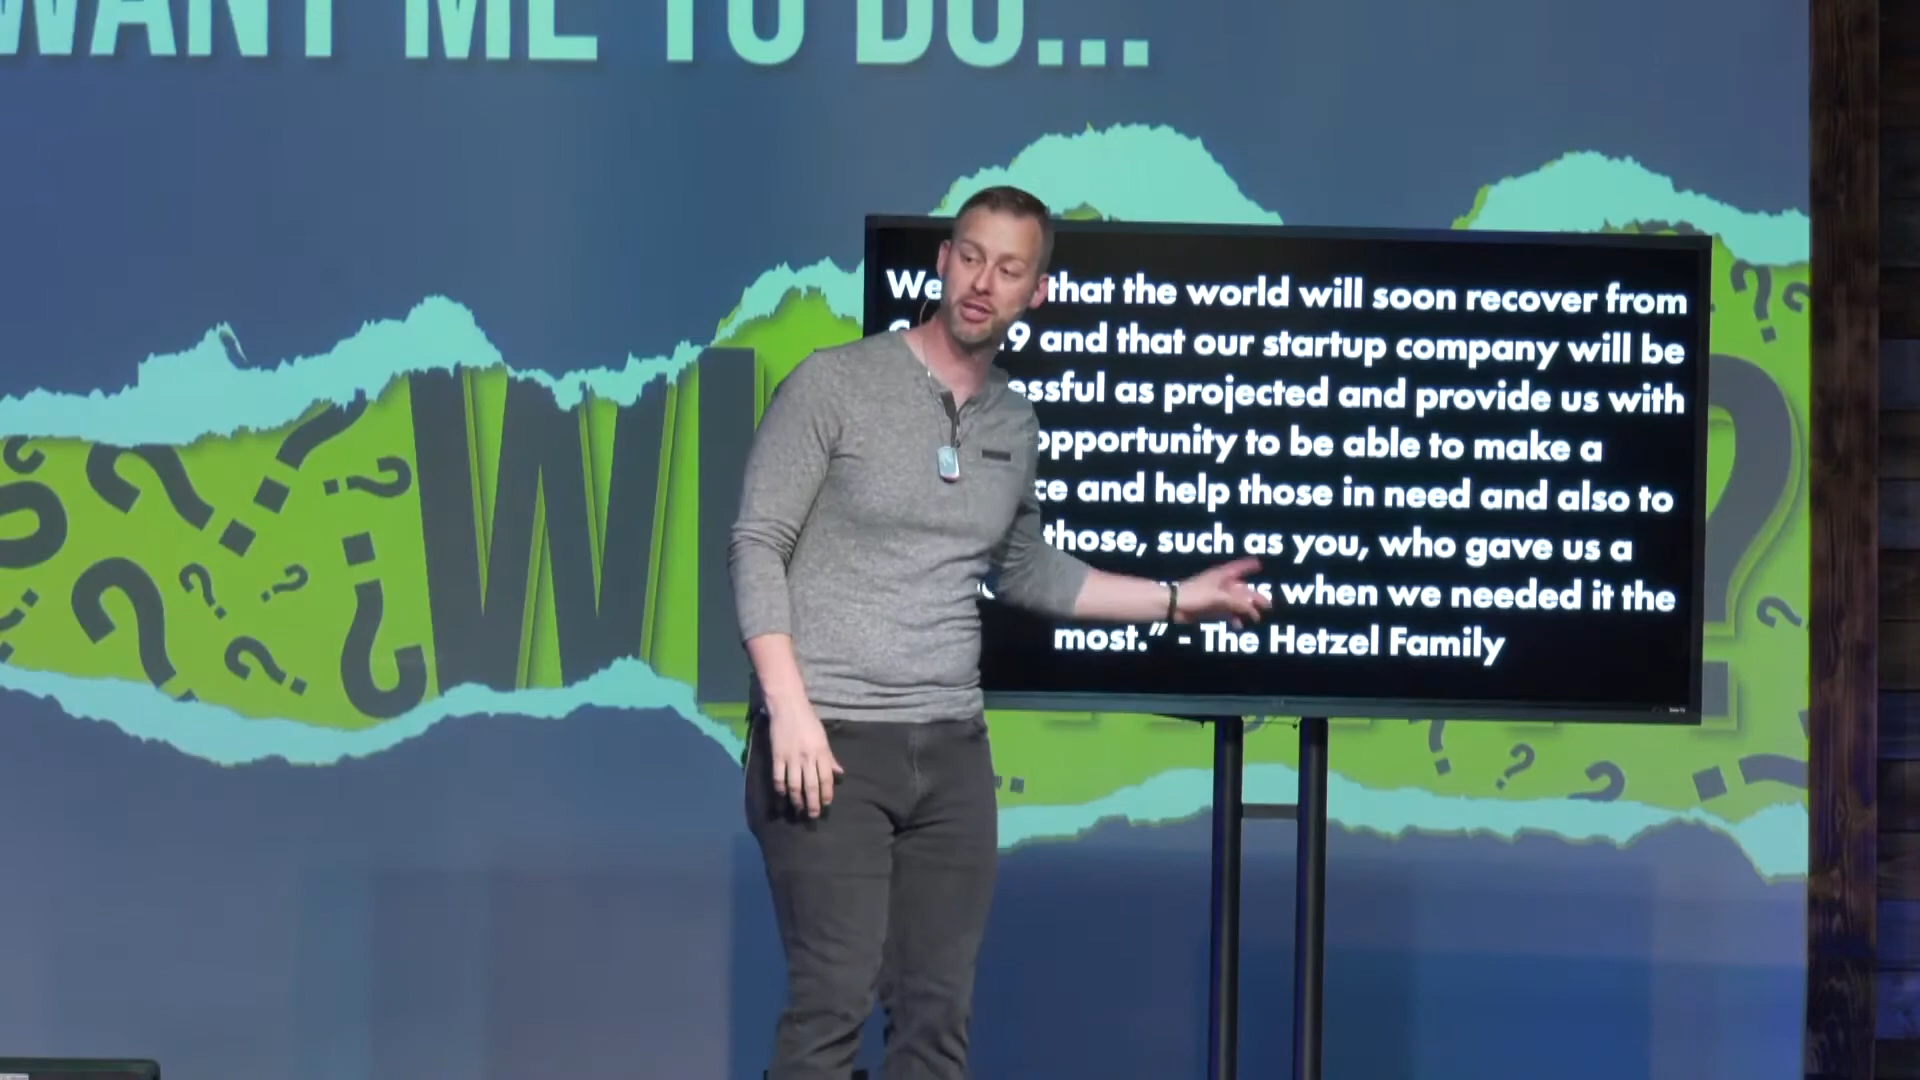 WANT ME TO DO...
We that the world will soon recover from
9 and that our startup company will be
as projected and provide us with
opportunity to be able to make a
and help those in need and also to
those, such as you, who gave us a
when we needed it the
most.” - The Hetzel Family
W ?